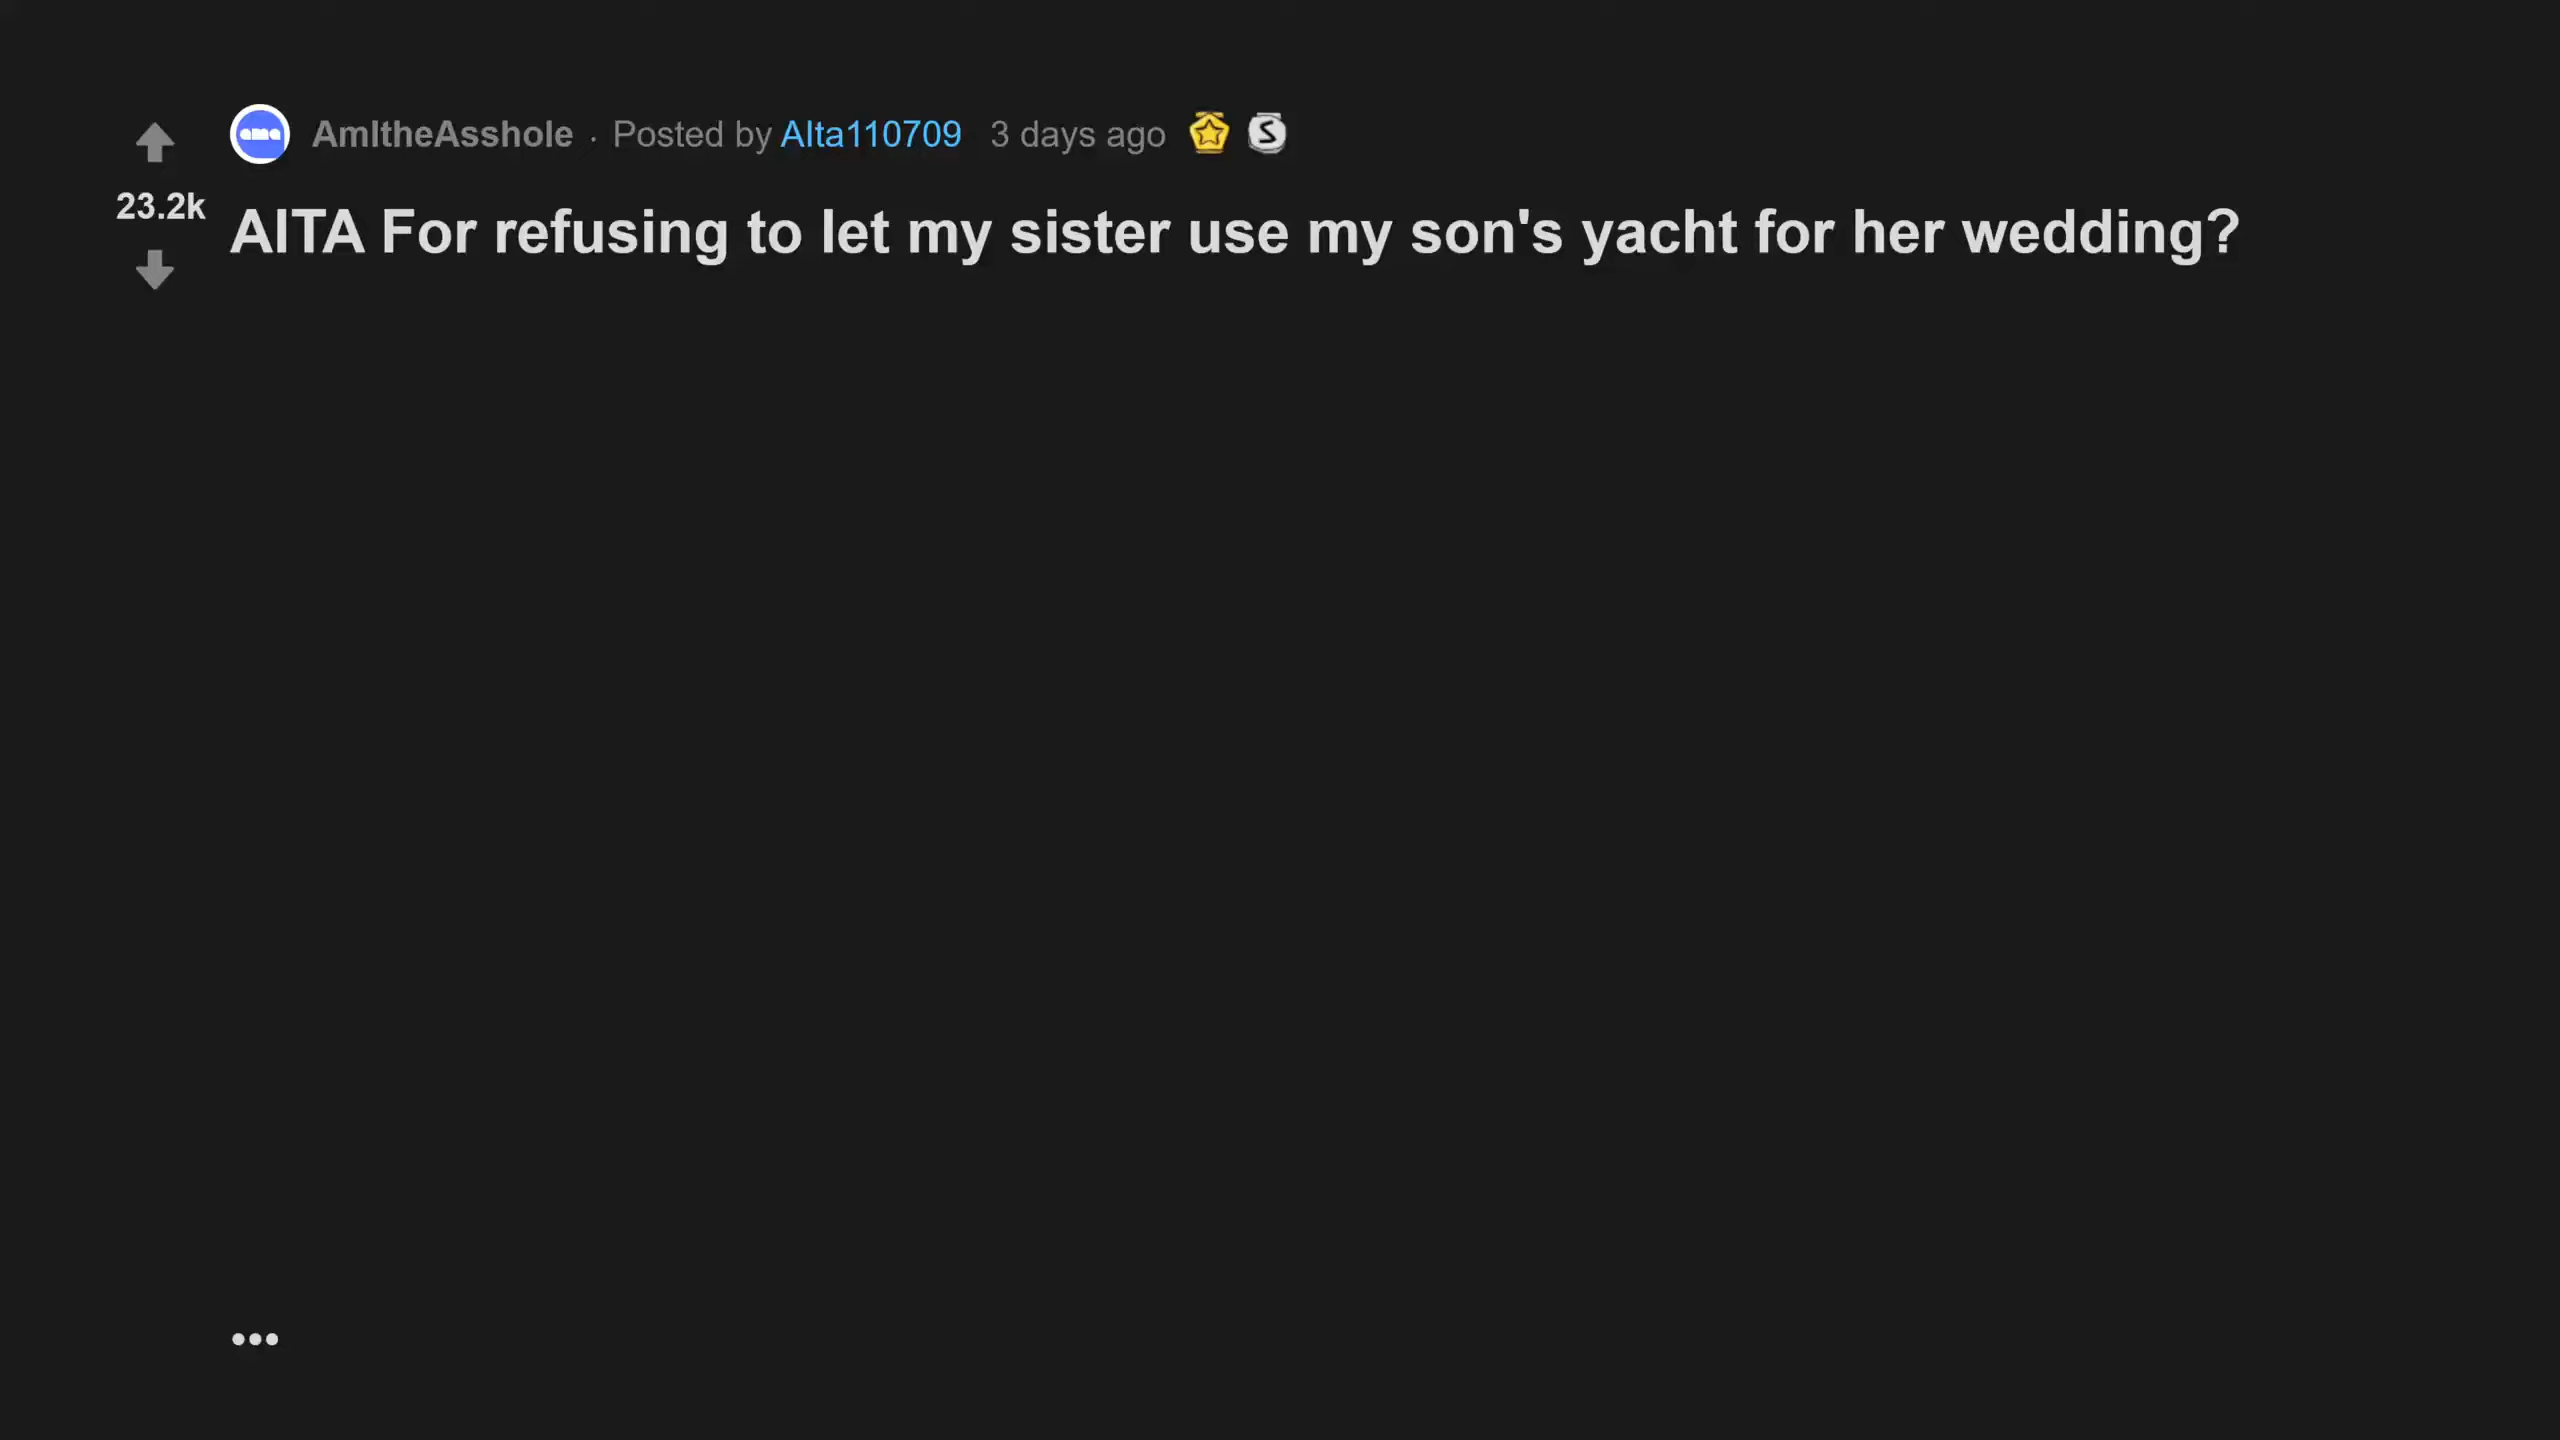 AmItheAsshole · Posted by AIta110709 3 days ago
23.2k
AITA For refusing to let my sister use my son's yacht for her wedding?
•••